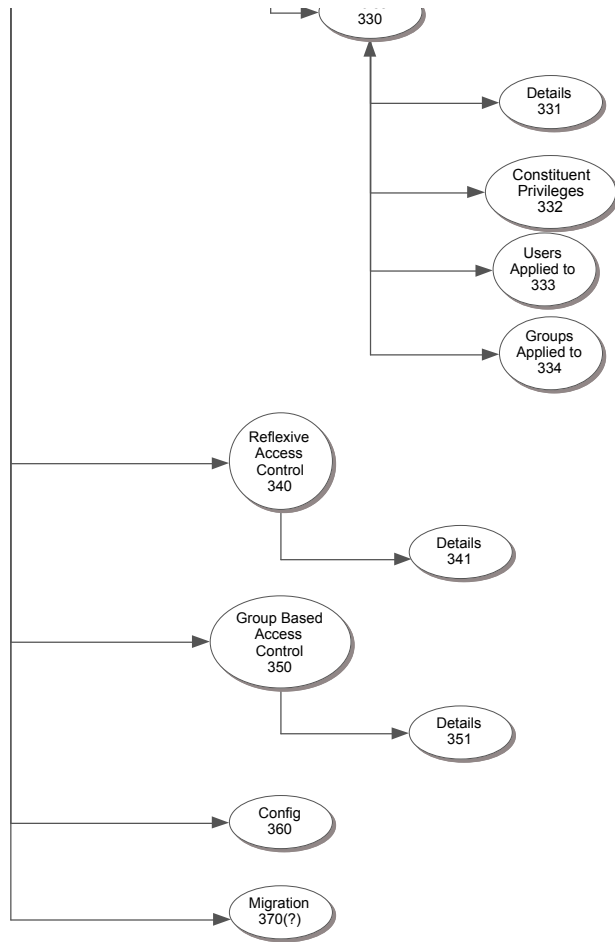 330
Details
331
Constituent
Privileges
332
Users
Applied to
333
Groups
Applied to
334
Reflexive
Access
Control
340
Details
341
Group Based
Access
Control
350
Details
351
Config
360
Migration
370(?)